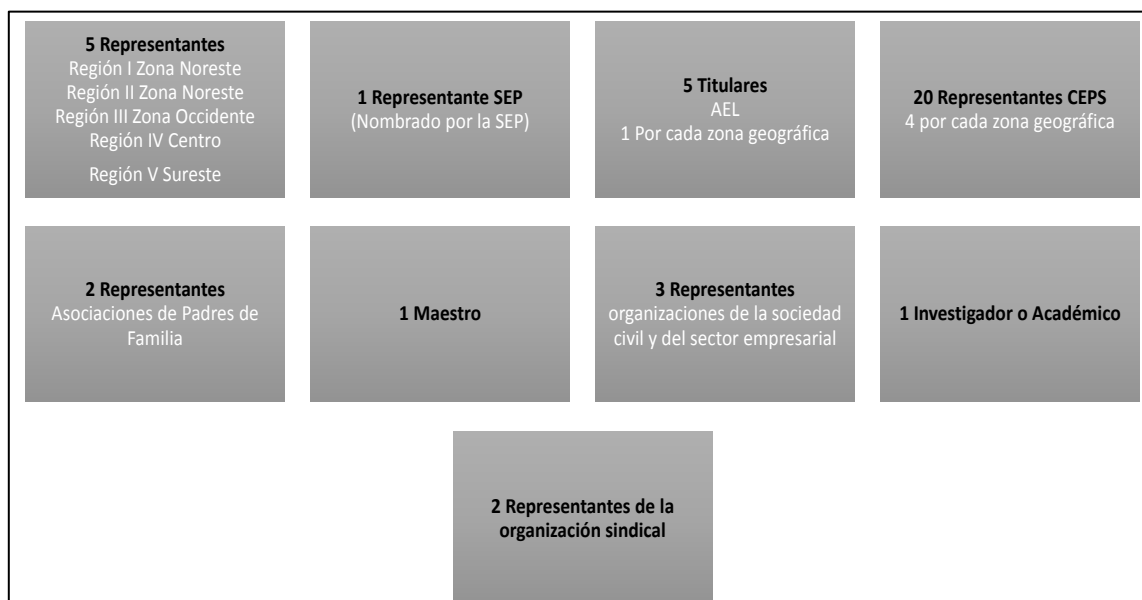 5 Representantes
Región I Zona Noreste
Región II Zona Noreste
Región III Zona Occidente
Región IV Centro
Región V Sureste
1 Representante SEP
(Nombrado por la SEP)
5 Titulares
AEL
1 Por cada zona geográfica
20 Representantes CEPS
4 por cada zona geográfica
2 Representantes
Asociaciones de Padres de
Familia
1 Maestro
3 Representantes
organizaciones de la sociedad
civil y del sector empresarial
1 Investigador o Académico
2 Representantes de la
organización sindical